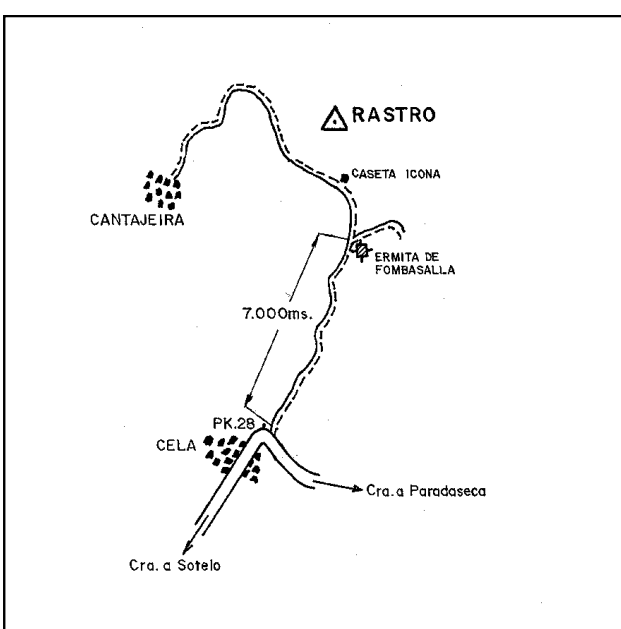 RASTRO
CASETA ICONA
CANTAJEIRA
ERMITA DE
FOMBASALLA
7.000ms.
PK.28
CELA
Cra. a Paradaseca
Cra. a Sotelo